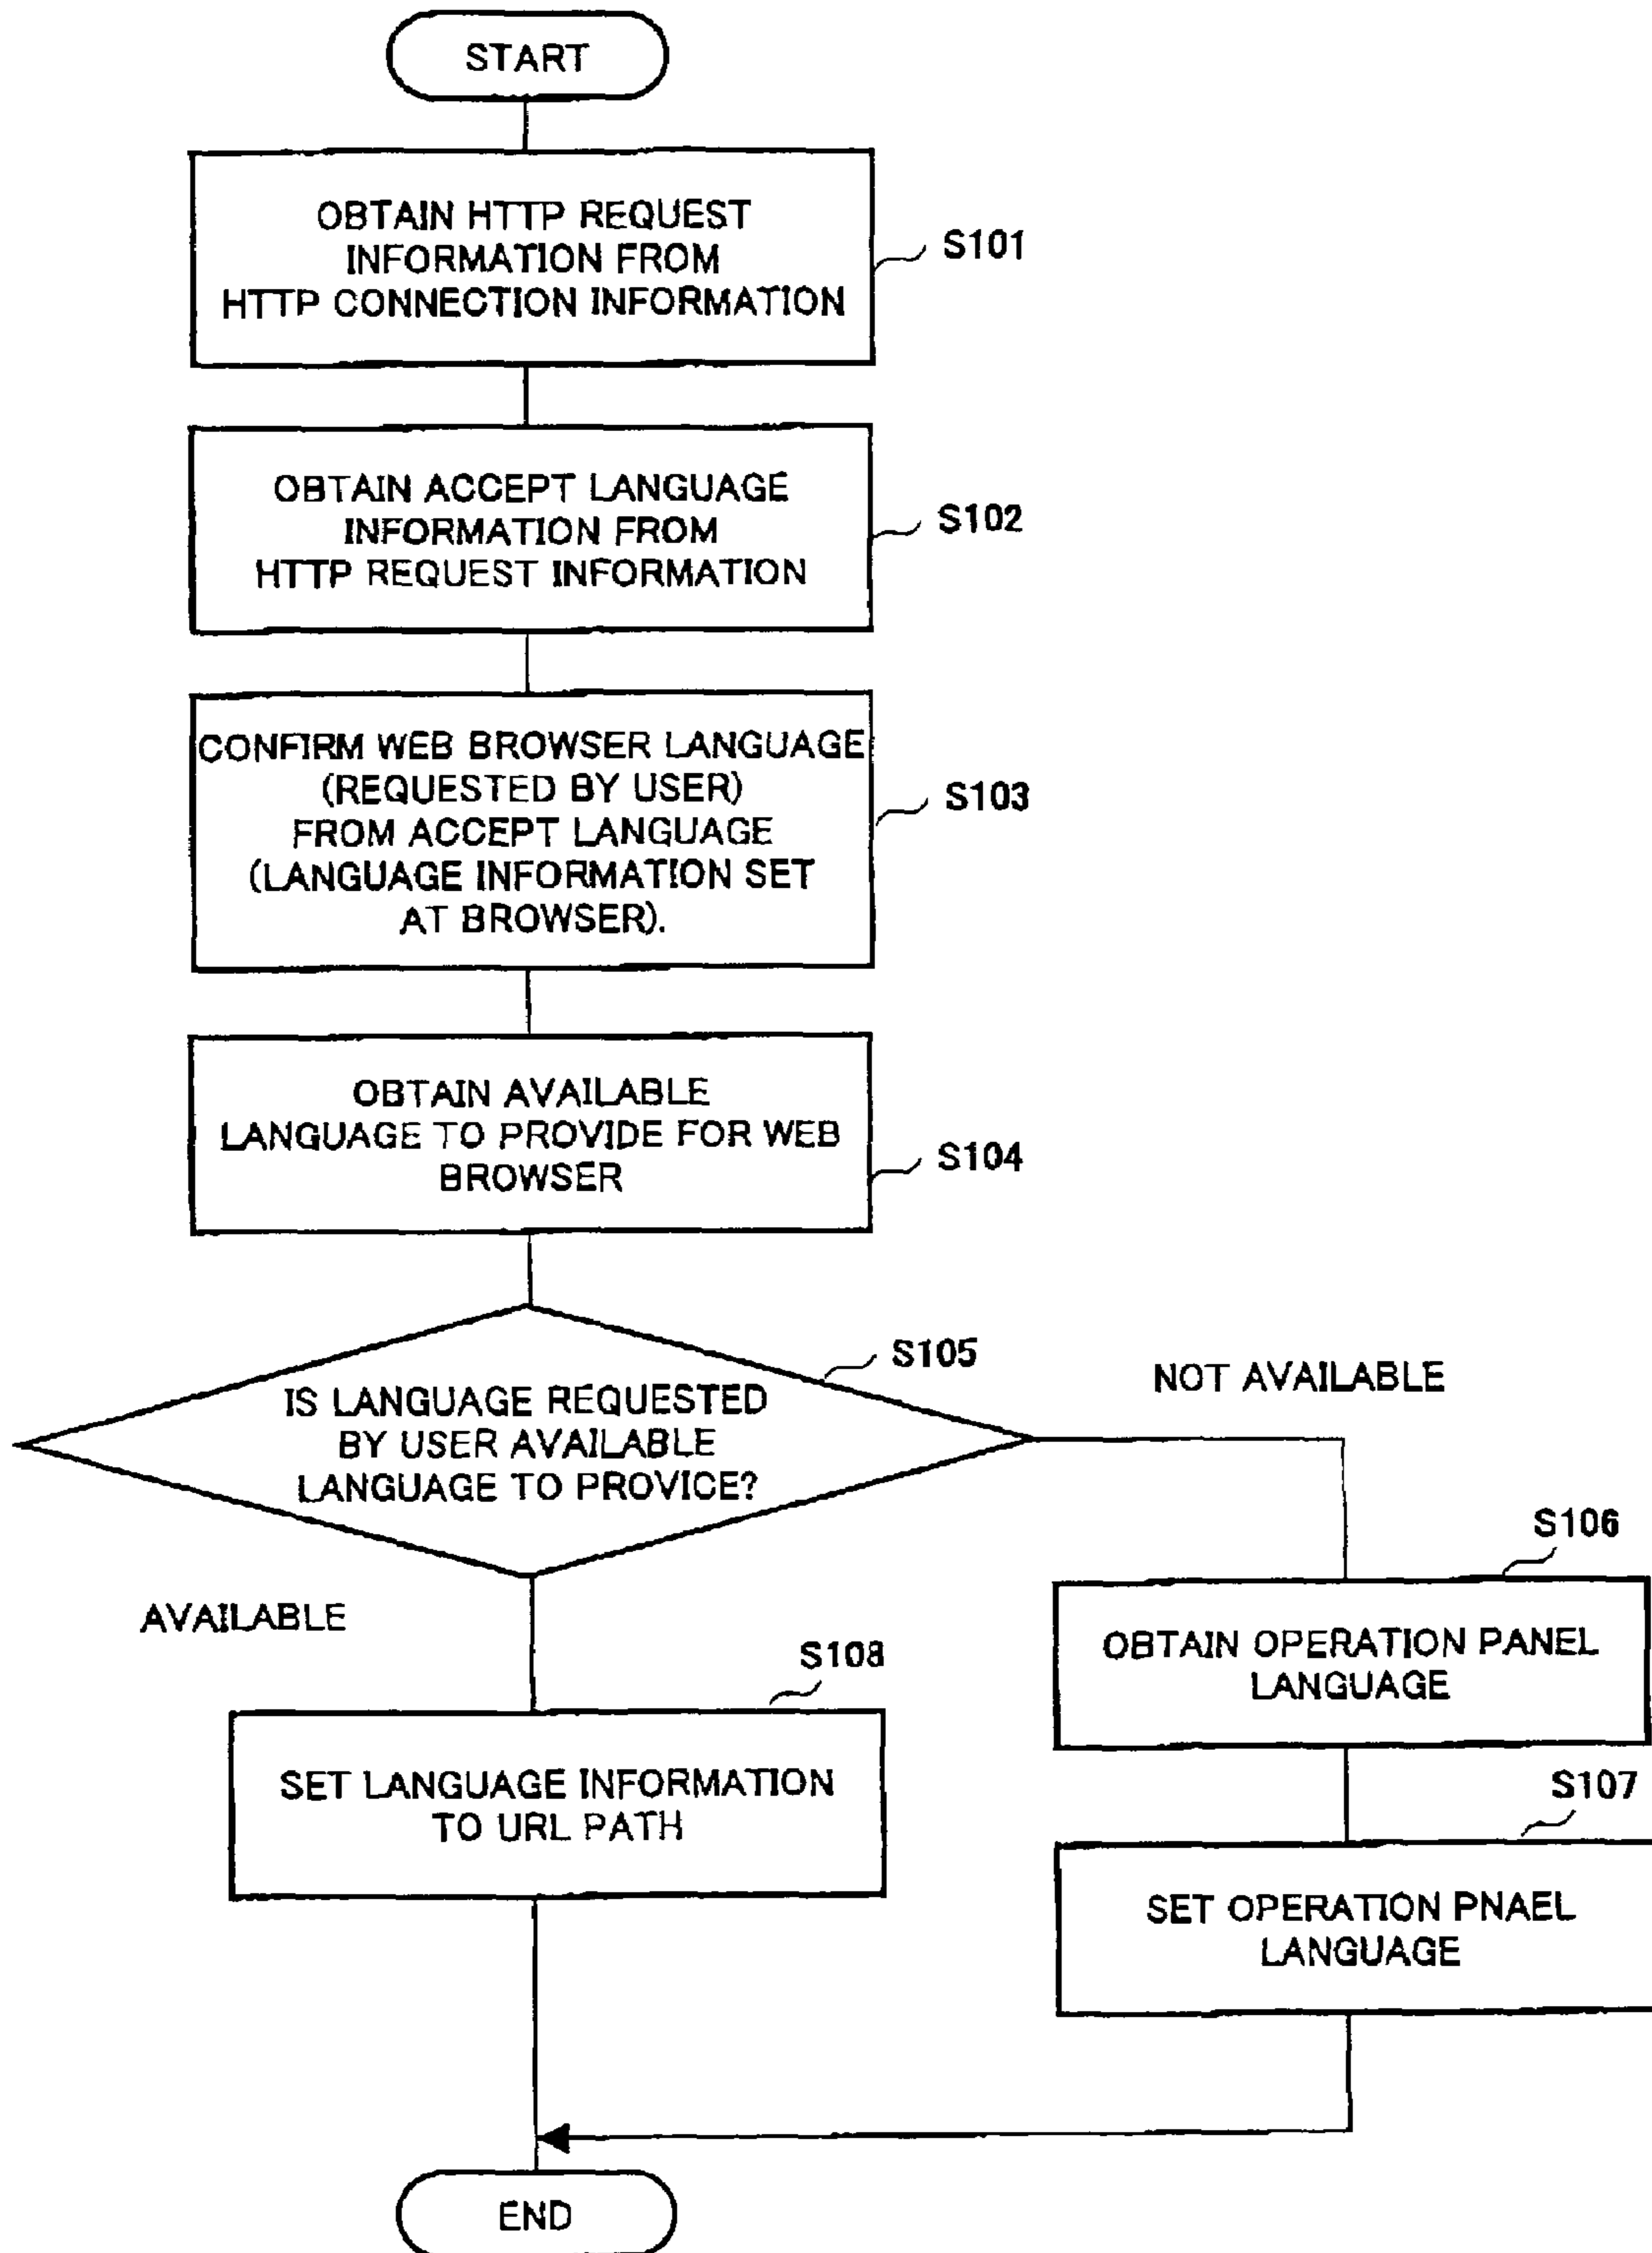 START
OBTAIN HTTP REQUEST
INFORMATION FROM
HTTP CONNECTION INFORMATION
S101
OBTAIN ACCEPT LANGUAGE
INFORMATION FROM
HTTP REQUEST INFORMATION
S102
CONFIRM WEB BROWSER LANGUAGE
(REQUESTED BY USER)
FROM ACCEPT LANGUAGE
(LANGUAGE INFORMATION SET
AT BROWSER).
S103
OBTAIN AVAILABLE
LANGUAGE TO PROVIDE FOR WEB
BROWSER
S104
S105
IS LANGUAGE REQUESTED
BY USER AVAILABLE
LANGUAGE TO PROVICE?
NOT AVAILABLE
AVAILABLE
S106
OBTAIN OPERATION PANEL
LANGUAGE
S108
SET LANGUAGE INFORMATION
TO URL PATH
S107
SET OPERATION PNAEL
LANGUAGE
END